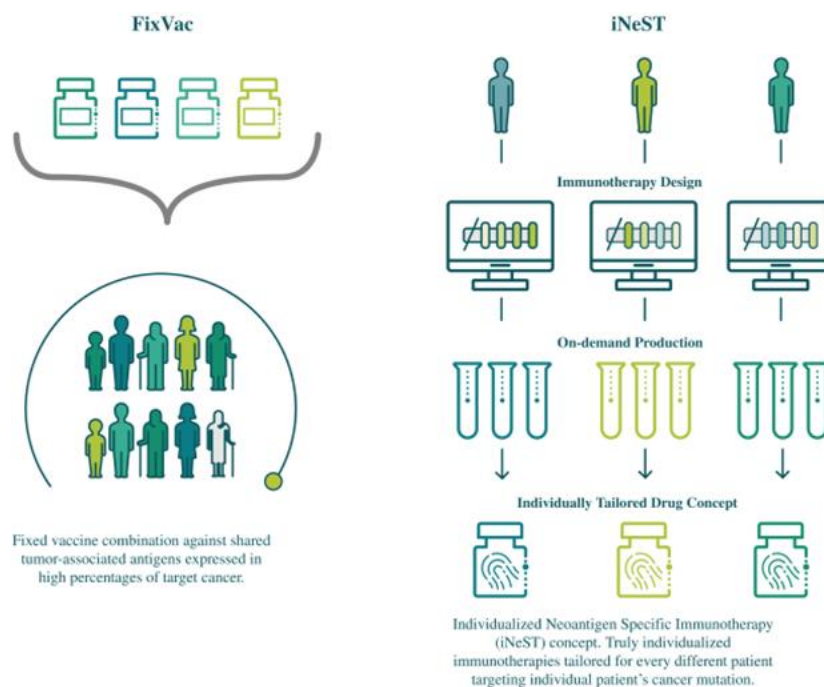 FixVac
Fixed vaccine combination against shared
tumor-associated antigens expressed in
high percentages of target cancer.
iNeST
Immunotherapy Design
On-demand Production
Individually Tailored Drug Concept
Individualized Neoantigen Specific Immunotherapy
(iNeST) concept. Truly individualized
immunotherapies tailored for every different patient
targeting individual patient's cancer mutation.